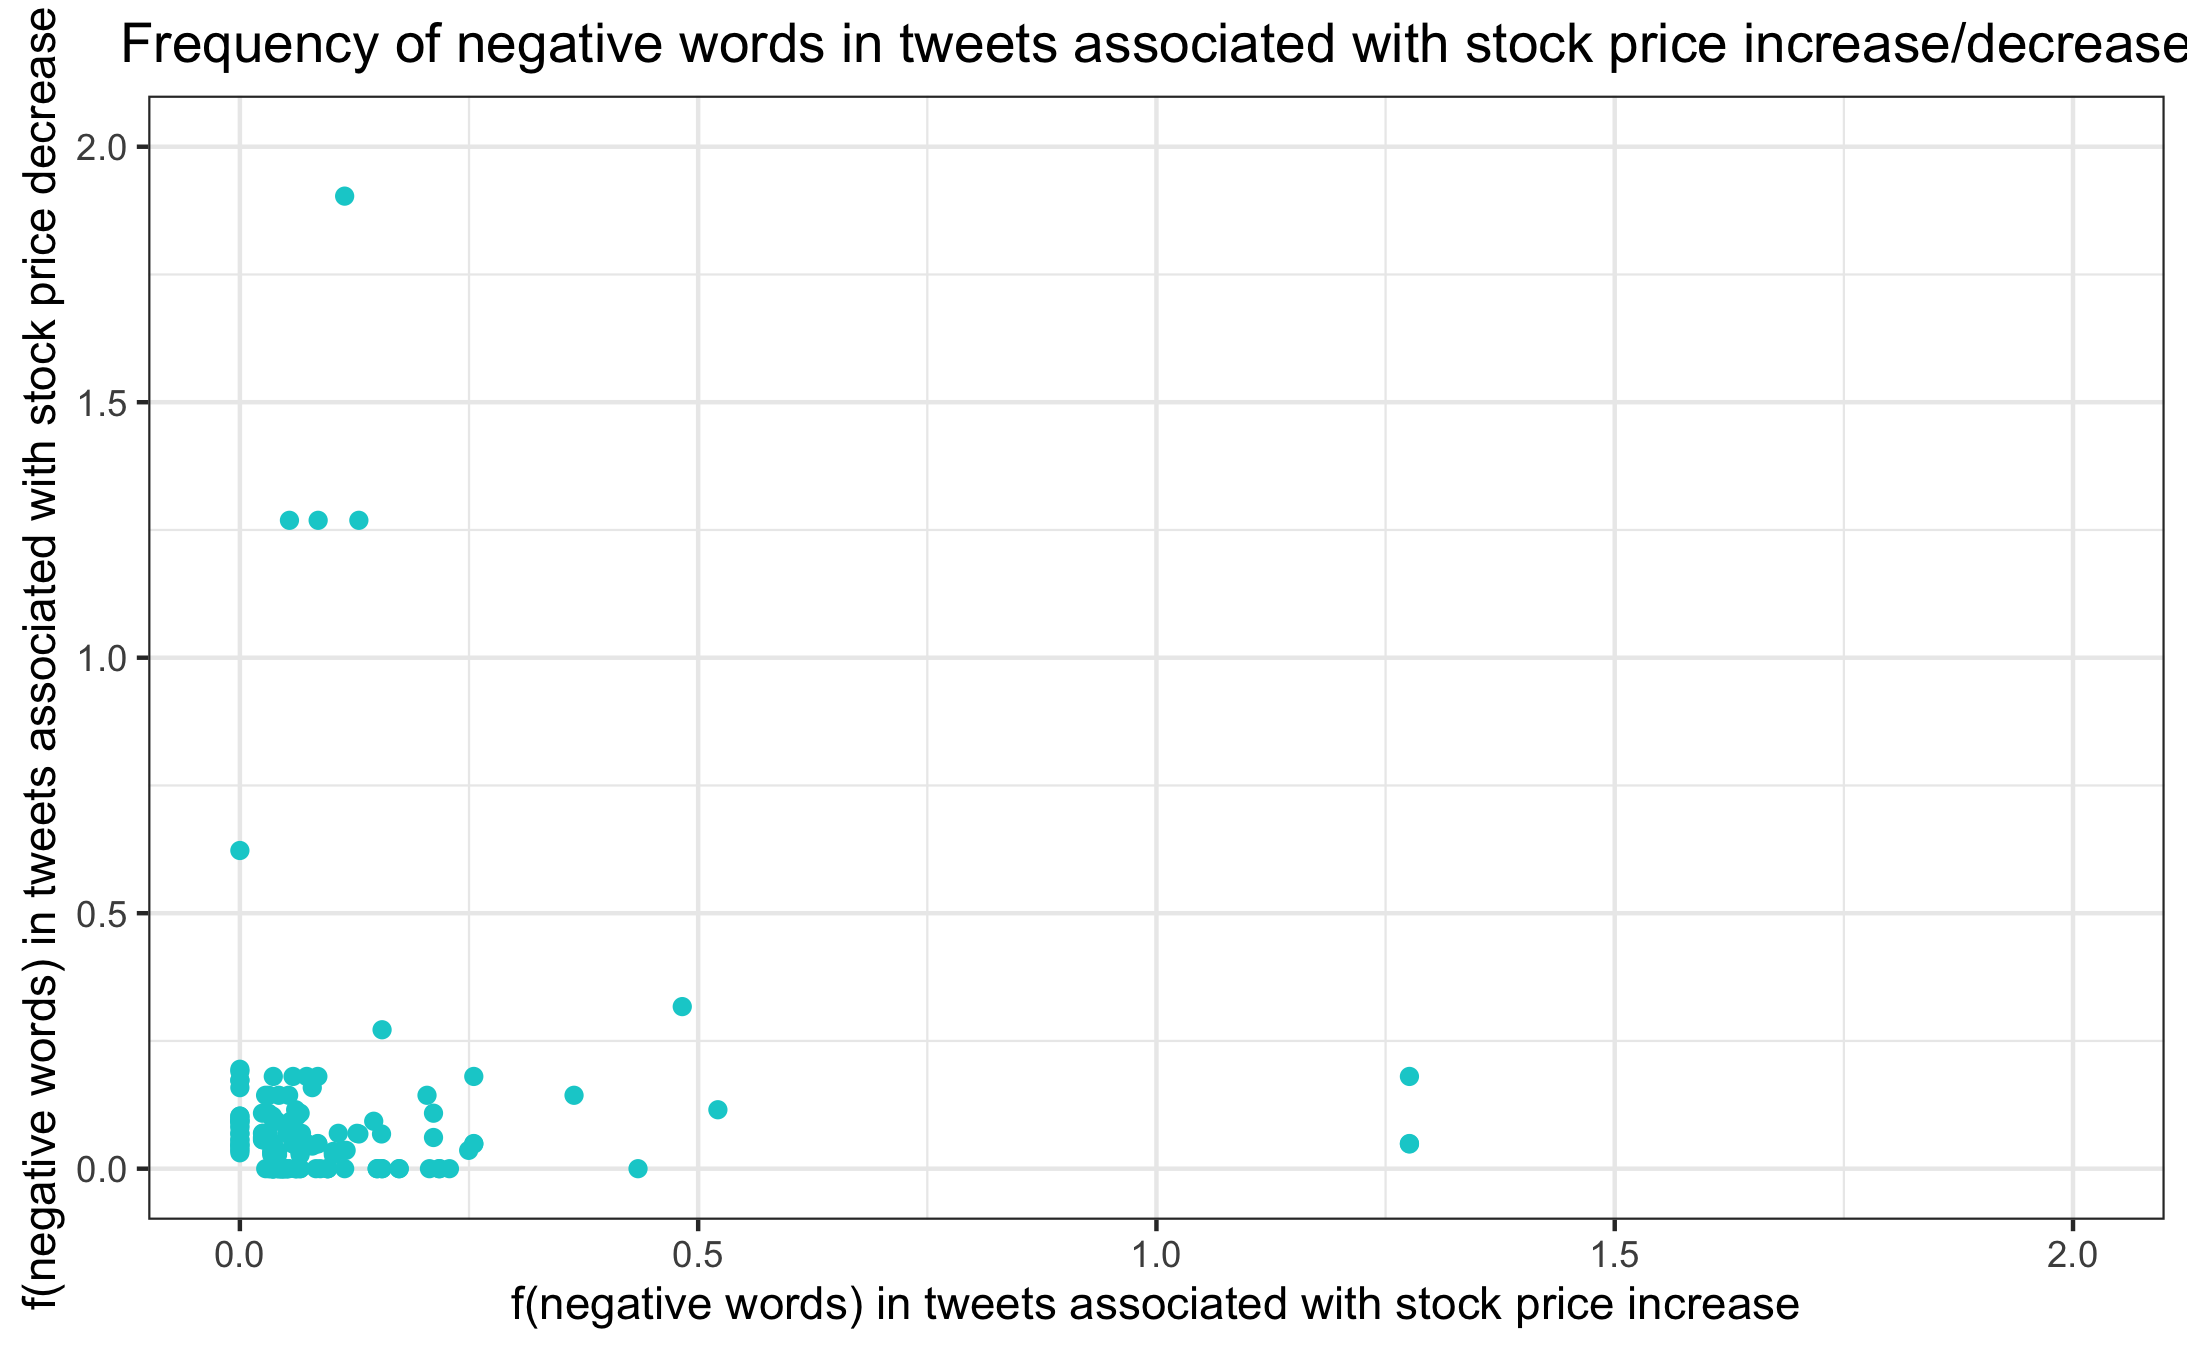 Frequency of negative words in tweets associated with stock price increase/decrease
f(negative words) in tweets associated with stock price decrease
2.0
1.5
1.0
0.5
0.0
0.0 0.5 1.0 1.5 2.0
f(negative words) in tweets associated with stock price increase